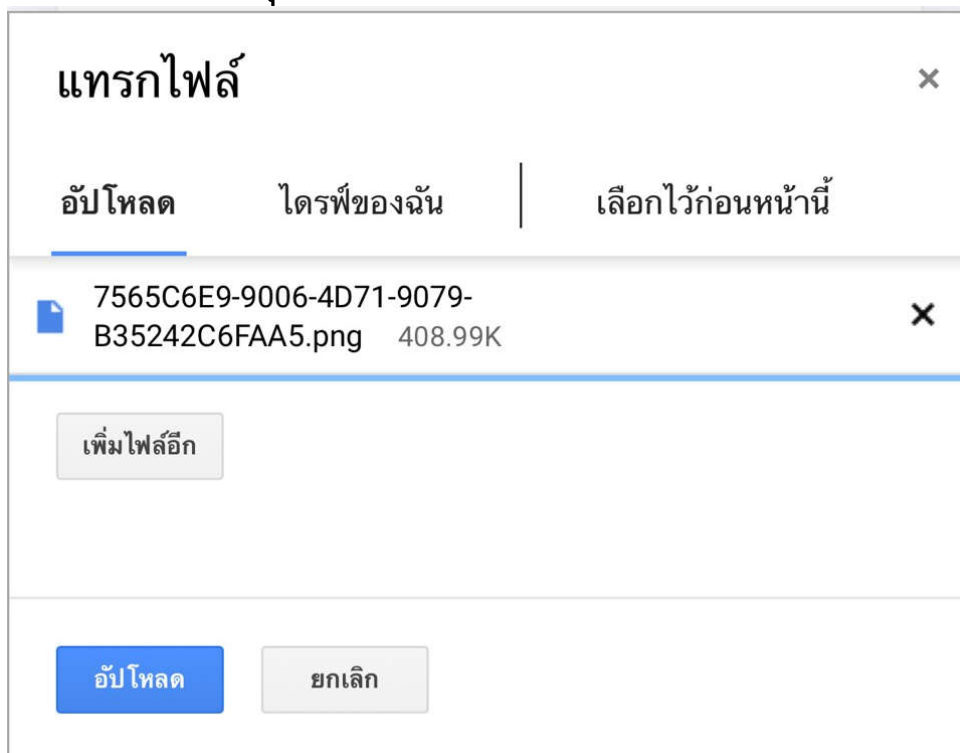 แทรกไฟล์
อัปโหลด ไดรฟ์ของฉัน เลือกไว้ก่อนหน้านี้
7565C6E9-9006-4D71-9079-
B35242C6FAA5.png 408.99K
เพิ่มไฟล์อีก
อัปโหลด ยกเลิก